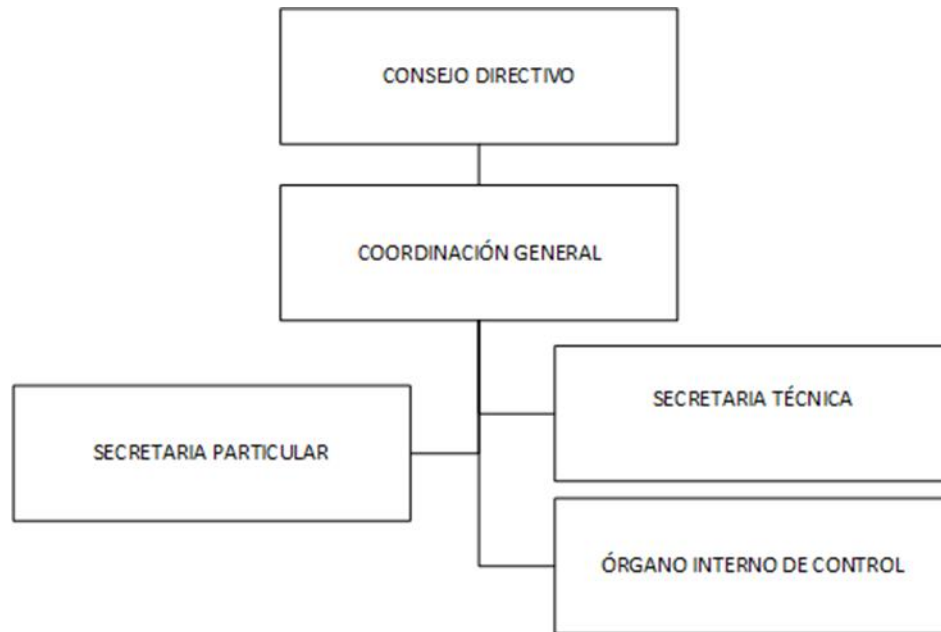 CONSEJO DIRECTIVO
COORDINACIÓN GENERAL
SECRETARIA TÉCNICA
SECRETARIA PARTICULAR
ÓRGANO INTERNO DE CONTROL